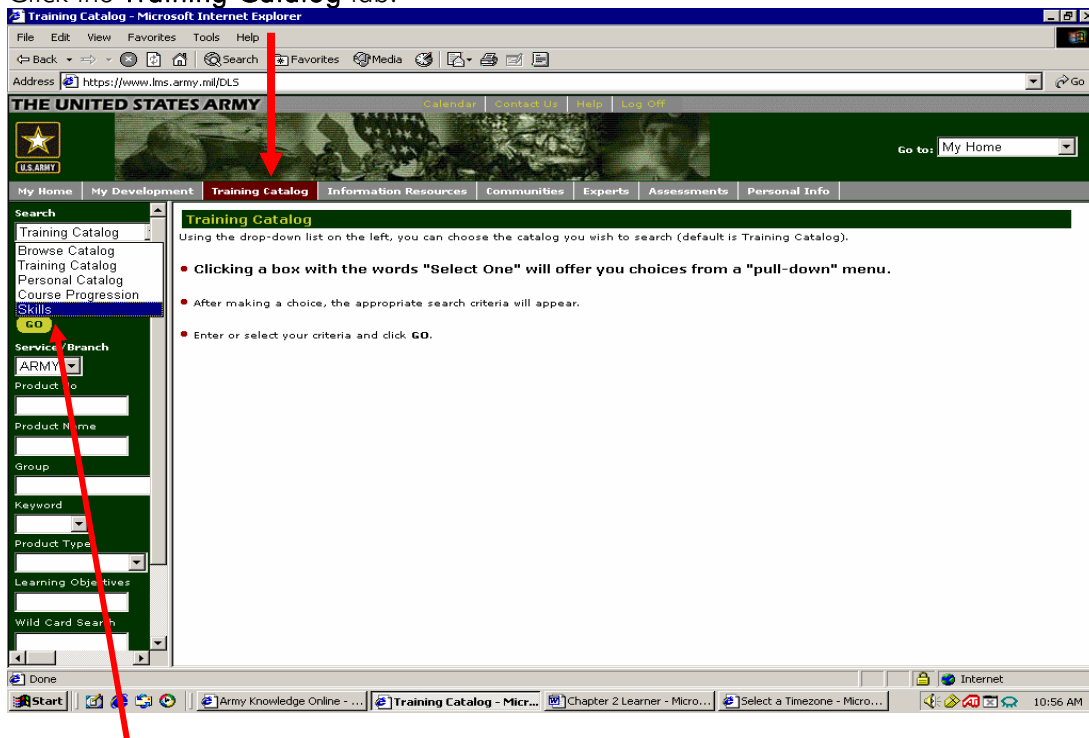 Click the Training Catalog tab.
Training Catalog - Microsoft Internet Explorer
File Edit View Favorites Tools Help
Back Search Favorites Media
Address https://www.lms.army.mil/DLS Go
THE UNITED STATES ARMY Calendar Contact Us Help Log Off
U.S.ARMY
Go to: My Home
My Home My Development Training Catalog Information Resources Communities Experts Assessments Personal Info
Search
Training Catalog
Browse Catalog
Training Catalog
Personal Catalog
Course Progression
Skills
GO
Service/Branch
ARMY
Product No
Product Name
Group
Keyword
Product Type
Learning Objectives
Wild Card Search
Training Catalog
Using the drop-down list on the left, you can choose the catalog you wish to search (default is Training Catalog).
• Clicking a box with the words "Select One" will offer you choices from a "pull-down" menu.
• After making a choice, the appropriate search criteria will appear.
• Enter or select your criteria and click GO.
Done Internet
Start Army Knowledge Online - ... Training Catalog - Micr... Chapter 2 Learner - Micro... Select a Timezone - Micro... 10:56 AM